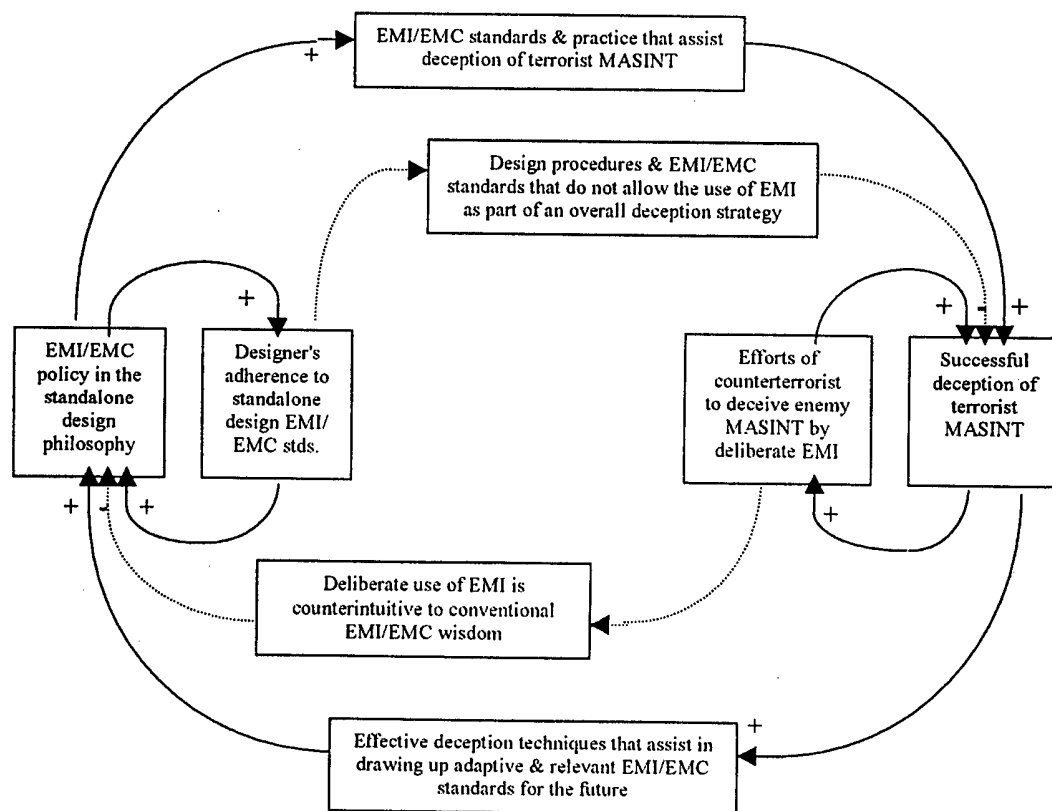 EMI/EMC standards & practice that assist
deception of terrorist MASINT
+
Design procedures & EMI/EMC
standards that do not allow the use of EMI
as part of an overall deception strategy
+
EMI/EMC
policy in the
standalone
design
philosophy
Designer's
adherence to
standalone
design EMI/
EMC stds.
+ - +
Efforts of
counterterrorist
to deceive enemy
MASINT by
deliberate EMI
Successful
deception of
terrorist
MASINT
+ - +
+
Deliberate use of EMI is
counterintuitive to conventional
EMI/EMC wisdom
+
Effective deception techniques that assist in
drawing up adaptive & relevant EMI/EMC
standards for the future